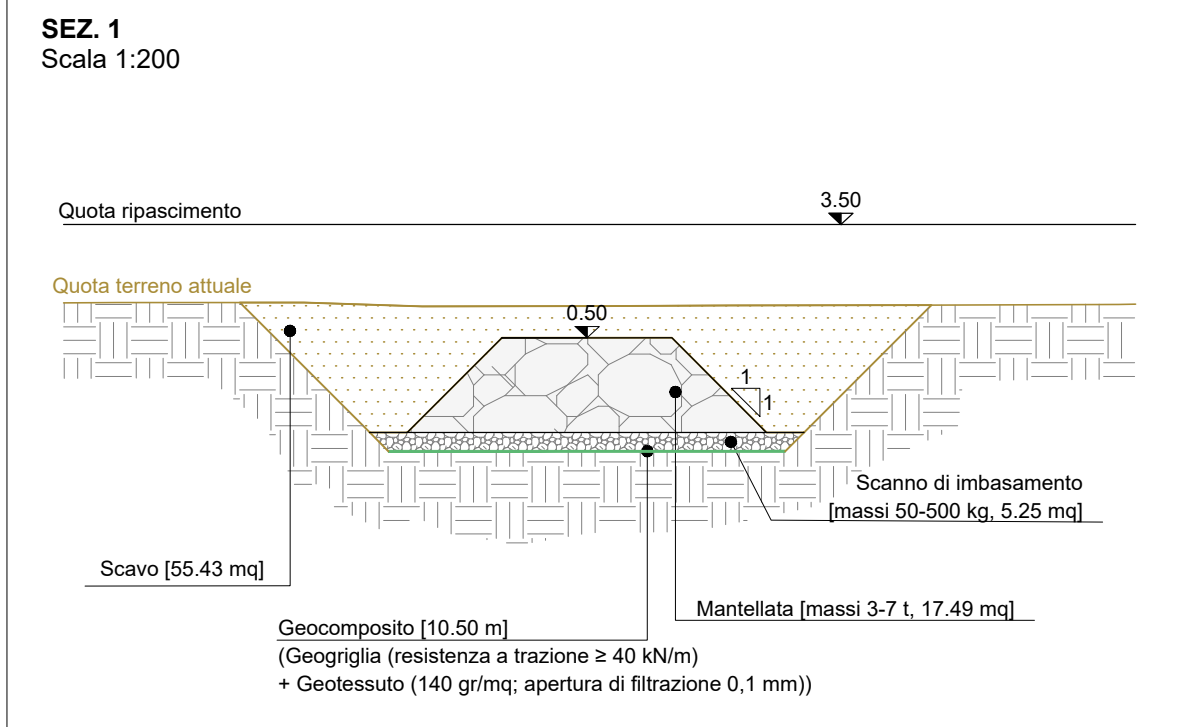 SEZ. 1
Scala 1:200
3.50
Quota ripascimento
Quota terreno attuale
0.50
1
1
Scanno di imbasamento
[massi 50-500 kg, 5.25 mq]
Scavo [55.43 mq]
Mantellata [massi 3-7 t, 17.49 mq]
Geocomposito [10.50 m]
(Geogriglia (resistenza a trazione ≥ 40 kN/m)
+ Geotessuto (140 gr/mq; apertura di filtrazione 0,1 mm))